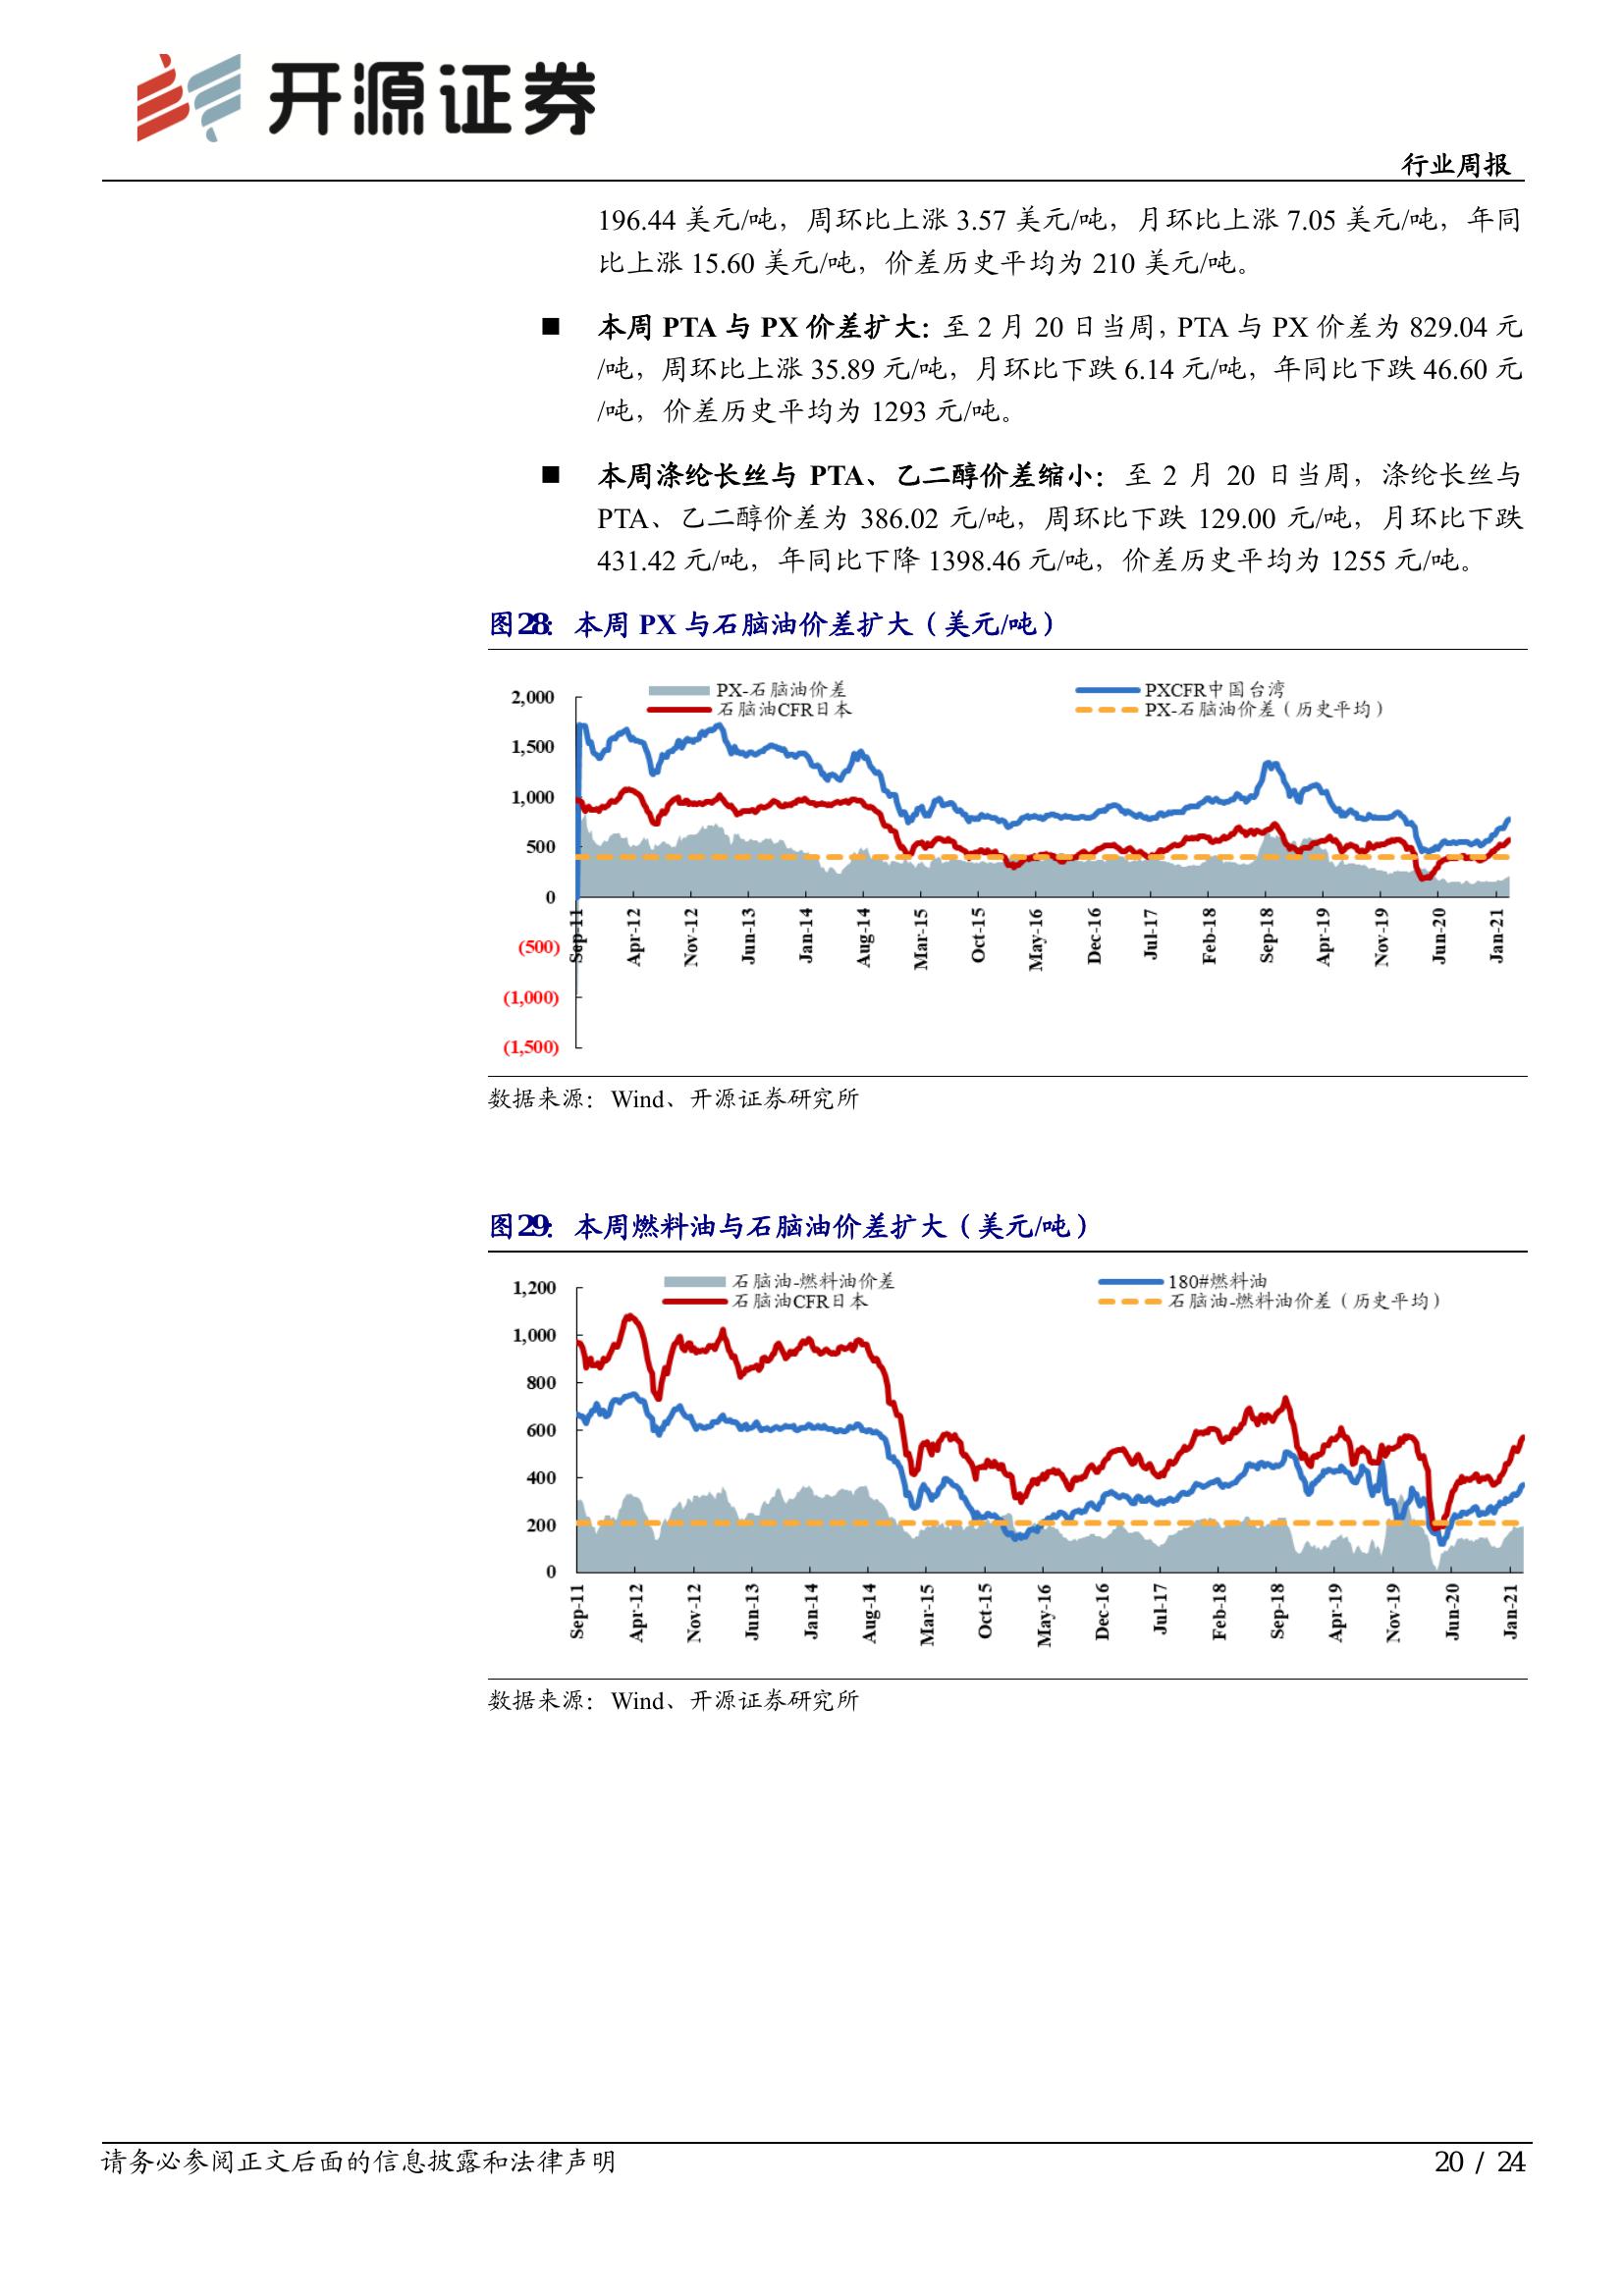 开源证券
行业周报
196.44 美元/吨，周环比上涨 3.57 美元/吨，月环比上涨 7.05 美元/吨，年同
比上涨 15.60 美元/吨，价差历史平均为 210 美元/吨。
■ 本周 PTA 与 PX 价差扩大：至 2 月 20 日当周，PTA 与 PX 价差为 829.04 元
/吨，周环比上涨 35.89 元/吨，月环比下跌 6.14 元/吨，年同比下跌 46.60 元
/吨，价差历史平均为 1293 元/吨。
■ 本周涤纶长丝与 PTA、乙二醇价差缩小：至 2 月 20 日当周，涤纶长丝与
PTA、乙二醇价差为 386.02 元/吨，周环比下跌 129.00 元/吨，月环比下跌
431.42 元/吨，年同比下降 1398.46 元/吨，价差历史平均为 1255 元/吨。
图28：本周 PX 与石脑油价差扩大（美元/吨）
PX-石脑油价差 PXCFR中国台湾
石脑油CFR日本 PX-石脑油价差（历史平均）
2,000
1,500
1,000
500
0
(500)
(1,000)
(1,500)
Sep-11 Apr-12 Nov-12 Jun-13 Jan-14 Aug-14 Mar-15 Oct-15 May-16 Dec-16 Jul-17 Feb-18 Sep-18 Apr-19 Nov-19 Jun-20 Jan-21
数据来源：Wind、开源证券研究所
图29：本周燃料油与石脑油价差扩大（美元/吨）
石脑油-燃料油价差 180#燃料油
石脑油CFR日本 石脑油-燃料油价差（历史平均）
1,200
1,000
800
600
400
200
0
Sep-11 Apr-12 Nov-12 Jun-13 Jan-14 Aug-14 Mar-15 Oct-15 May-16 Dec-16 Jul-17 Feb-18 Sep-18 Apr-19 Nov-19 Jun-20 Jan-21
数据来源：Wind、开源证券研究所
请务必参阅正文后面的信息披露和法律声明 20 / 24